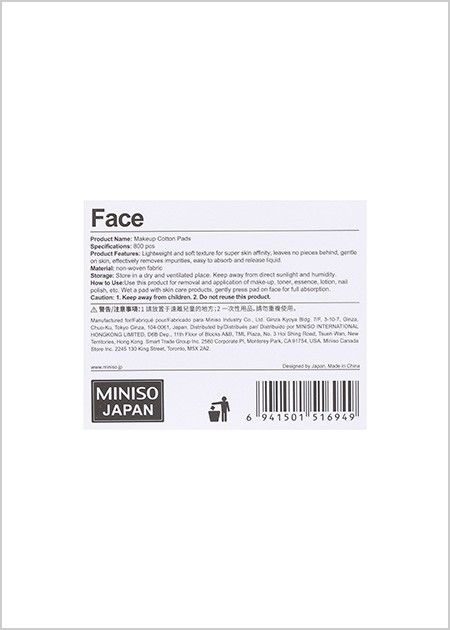 Face
Product Name: Makeup Cotton Pads
Specifications: 800 pcs
Product Features: Lightweight and soft texture for super skin affinity, leaves no pieces behind, gentle
on skin, effectively removes impurities, easy to absorb and release liquid.
Material: non-woven fabric
Storage: Store in a dry and ventilated place. Keep away from direct sunlight and humidity.
How to Use:Use this product for removal and application of make-up, toner, essence, lotion, nail
polish, etc. Wet a pad with skin care products, gently press pad on face for full absorption.
Caution: 1. Keep away from children. 2. Do not reuse this product.
⚠ 警告/注意事項:1 請放置于遠離兒童的地方;2 一次性用品,請勿重複使用。
Manufactured for/Fabriqué pour/Fabricado para Miniso Industry Co., Ltd. Ginza Kyoya Bldg. 7/F, 3-10-7, Ginza,
Chuo-Ku, Tokyo Ginza, 104-0061, Japan. Distributed by/Distribués par/ Distribuido por MINISO INTERNATIONAL
HONGKONG LIMITED, D6B Dep., 11th Floor of Blocks A&B, TML Plaza, No. 3 Hoi Shing Road, Tsuen Wan, New
Territories, Hong Kong. Smart Trade Group Inc. 2580 Corporate Pl, Monterey Park, CA 91754, USA. Miniso Canada
Store Inc. 2245 130 King Street, Toronto, M5X 2A2.
www.miniso.jp Designed by Japan, Made in China
MINISO
JAPAN
6 941501 516949